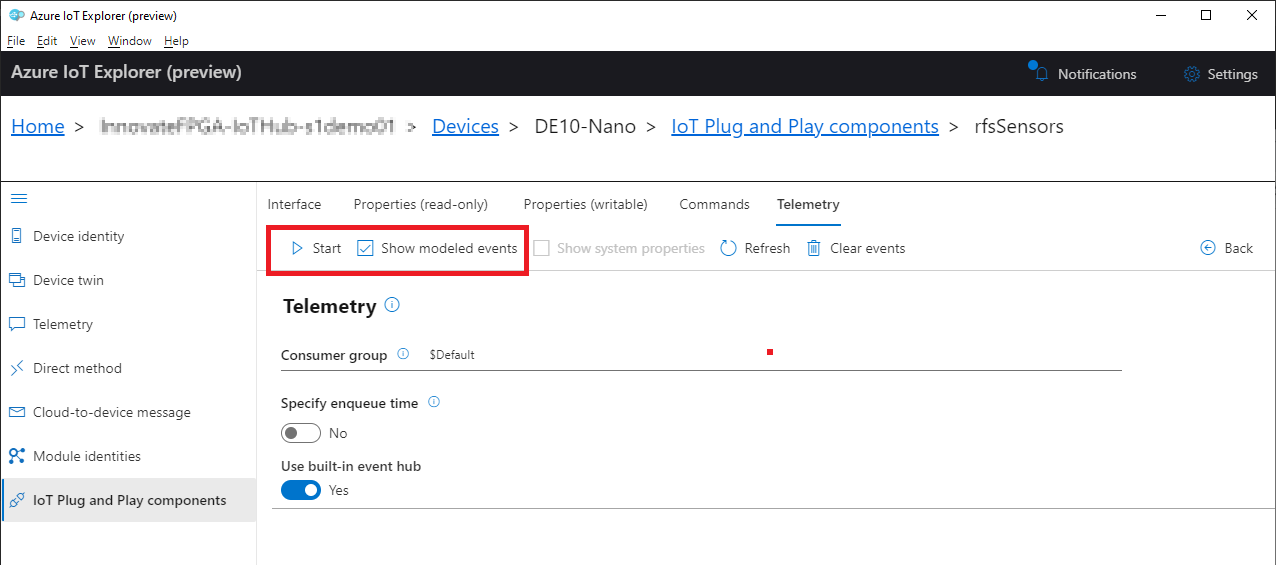 Azure IoT Explorer (preview)
File Edit View Window Help
Azure IoT Explorer (preview)
Notifications
Settings
Home > InnovateFPGA-IoTHub-s1demo01 > Devices > DE10-Nano > IoT Plug and Play components > rfsSensors
Interface Properties (read-only) Properties (writable) Commands Telemetry
Start Show modeled events Show system properties Refresh Clear events Back
Device identity
Device twin
Telemetry
Direct method
Cloud-to-device message
Module identities
IoT Plug and Play components
Telemetry
Consumer group $Default
Specify enqueue time
No
Use built-in event hub
Yes